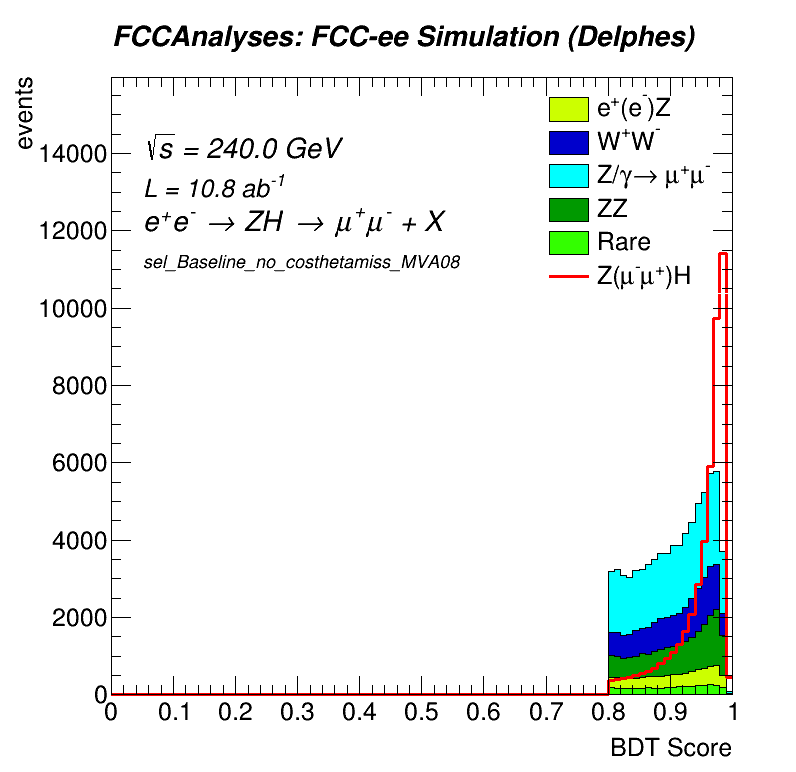 FCCAnalyses: FCC-ee Simulation (Delphes)
events
√s = 240.0 GeV
L = 10.8 ab⁻¹
e⁺e⁻ → ZH → μ⁺μ⁻ + X
sel_Baseline_no_costhetamiss_MVA08
e⁺(e⁻)Z
W⁺W⁻
Z/γ→ μ⁺μ⁻
ZZ
Rare
Z(μ⁻μ⁺)H
14000
12000
10000
8000
6000
4000
2000
0
0 0.1 0.2 0.3 0.4 0.5 0.6 0.7 0.8 0.9 1
BDT Score